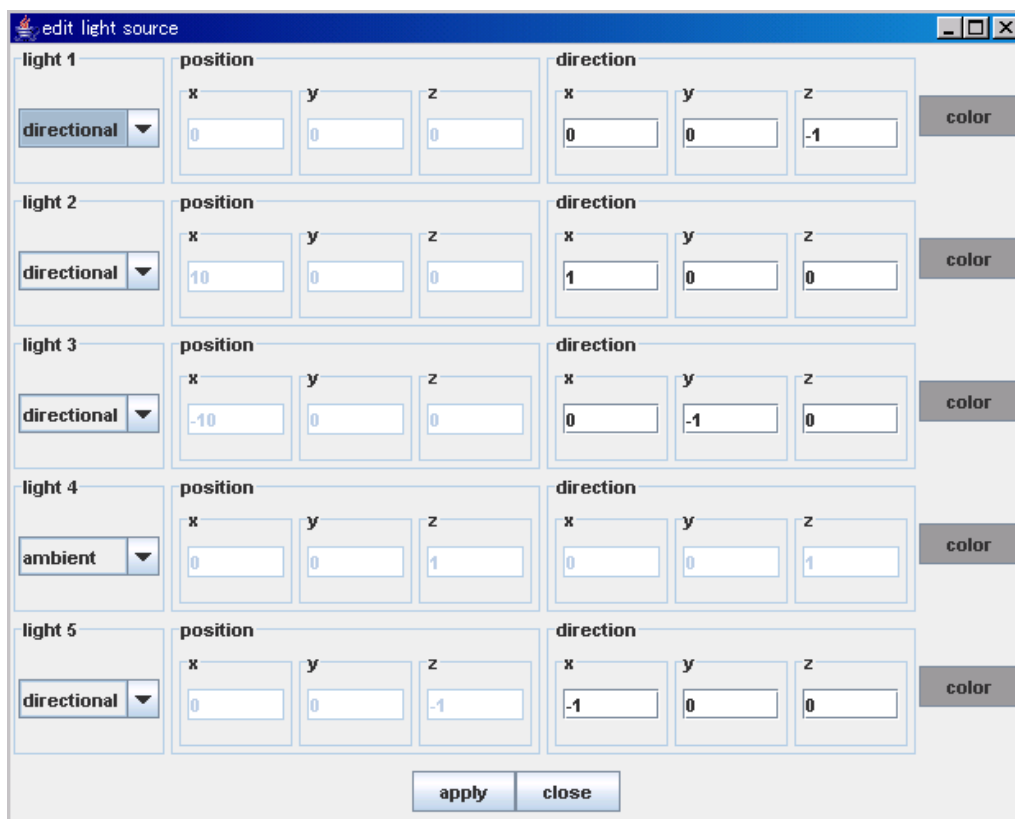 edit light source
light 1 position direction
x y z x y z
directional 0 0 0 0 0 -1 color
light 2 position direction
x y z x y z
directional 10 0 0 1 0 0 color
light 3 position direction
x y z x y z
directional -10 0 0 0 -1 0 color
light 4 position direction
x y z x y z
ambient 0 0 1 0 0 1 color
light 5 position direction
x y z x y z
directional 0 0 -1 -1 0 0 color
apply close